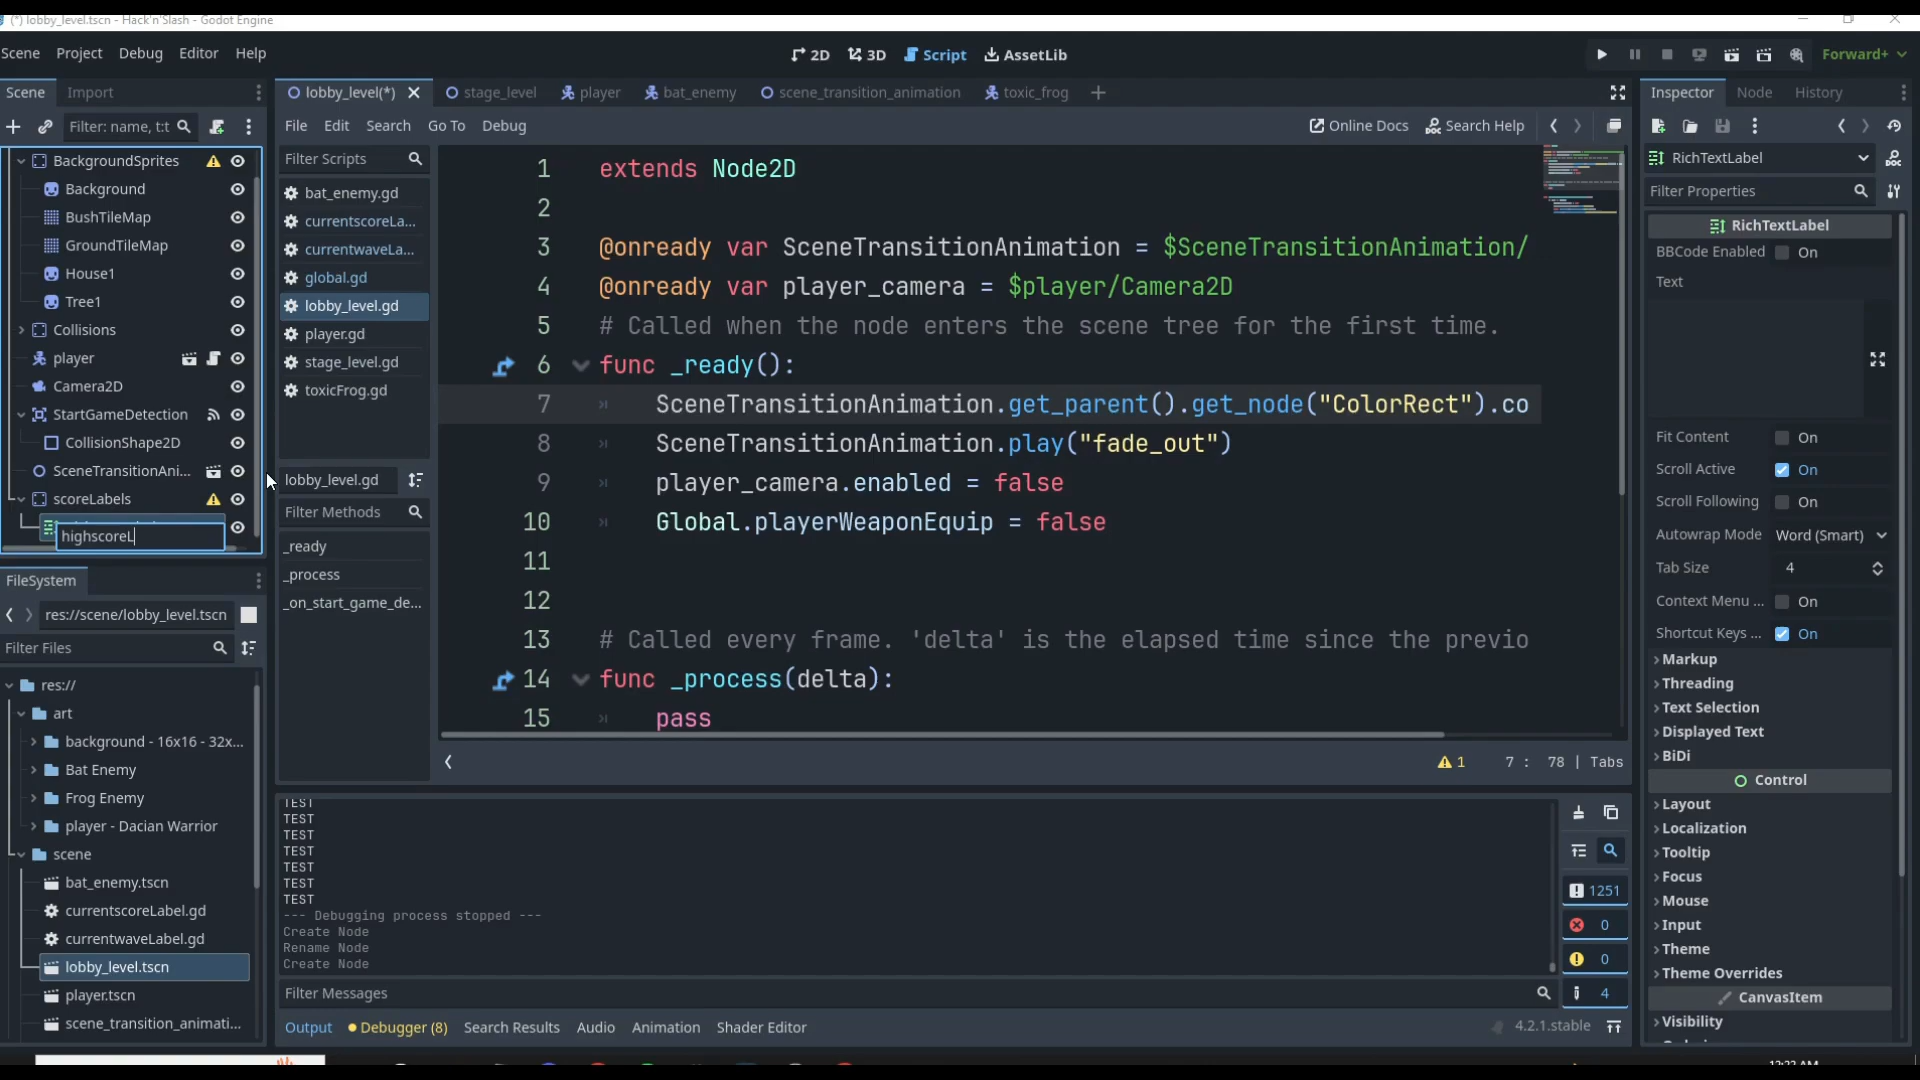 (*) lobby_level.tscn - Hack'n'Slash - Godot Engine
Scene Project Debug Editor Help
2D 3D Script AssetLib
Forward+
Scene Import
lobby_level(*) stage_level player bat_enemy scene_transition_animation toxic_frog
Inspector Node History
Filter: name, t:t
File Edit Search Go To Debug
Online Docs Search Help
BackgroundSprites
Background
BushTileMap
GroundTileMap
House1
Tree1
Collisions
player
Camera2D
StartGameDetection
CollisionShape2D
SceneTransitionAni...
scoreLabels
highscoreL
Filter Scripts
bat_enemy.gd
currentscoreLa...
currentwaveLa...
global.gd
lobby_level.gd
player.gd
stage_level.gd
toxicFrog.gd
lobby_level.gd
Filter Methods
_ready
_process
_on_start_game_de...
1 extends Node2D
2
3 @onready var SceneTransitionAnimation = $SceneTransitionAnimation/
4 @onready var player_camera = $player/Camera2D
5 # Called when the node enters the scene tree for the first time.
6 func _ready():
7 SceneTransitionAnimation.get_parent().get_node("ColorRect").co
8 SceneTransitionAnimation.play("fade_out")
9 player_camera.enabled = false
10 Global.playerWeaponEquip = false
11
12
13 # Called every frame. 'delta' is the elapsed time since the previo
14 func _process(delta):
15 pass
1 7 : 78 | Tabs
FileSystem
res://scene/lobby_level.tscn
Filter Files
res://
art
background - 16x16 - 32x...
Bat Enemy
Frog Enemy
player - Dacian Warrior
scene
bat_enemy.tscn
currentscoreLabel.gd
currentwaveLabel.gd
lobby_level.tscn
player.tscn
scene_transition_animati...
TEST
TEST
TEST
TEST
TEST
TEST
TEST
--- Debugging process stopped ---
Create Node
Rename Node
Create Node
1251
0
0
4
Filter Messages
Output Debugger (8) Search Results Audio Animation Shader Editor
4.2.1.stable
RichTextLabel
Filter Properties
RichTextLabel
BBCode Enabled On
Text
Fit Content On
Scroll Active On
Scroll Following On
Autowrap Mode Word (Smart)
Tab Size 4
Context Menu ... On
Shortcut Keys ... On
Markup
Threading
Text Selection
Displayed Text
BiDi
Control
Layout
Localization
Tooltip
Focus
Mouse
Input
Theme
Theme Overrides
CanvasItem
Visibility